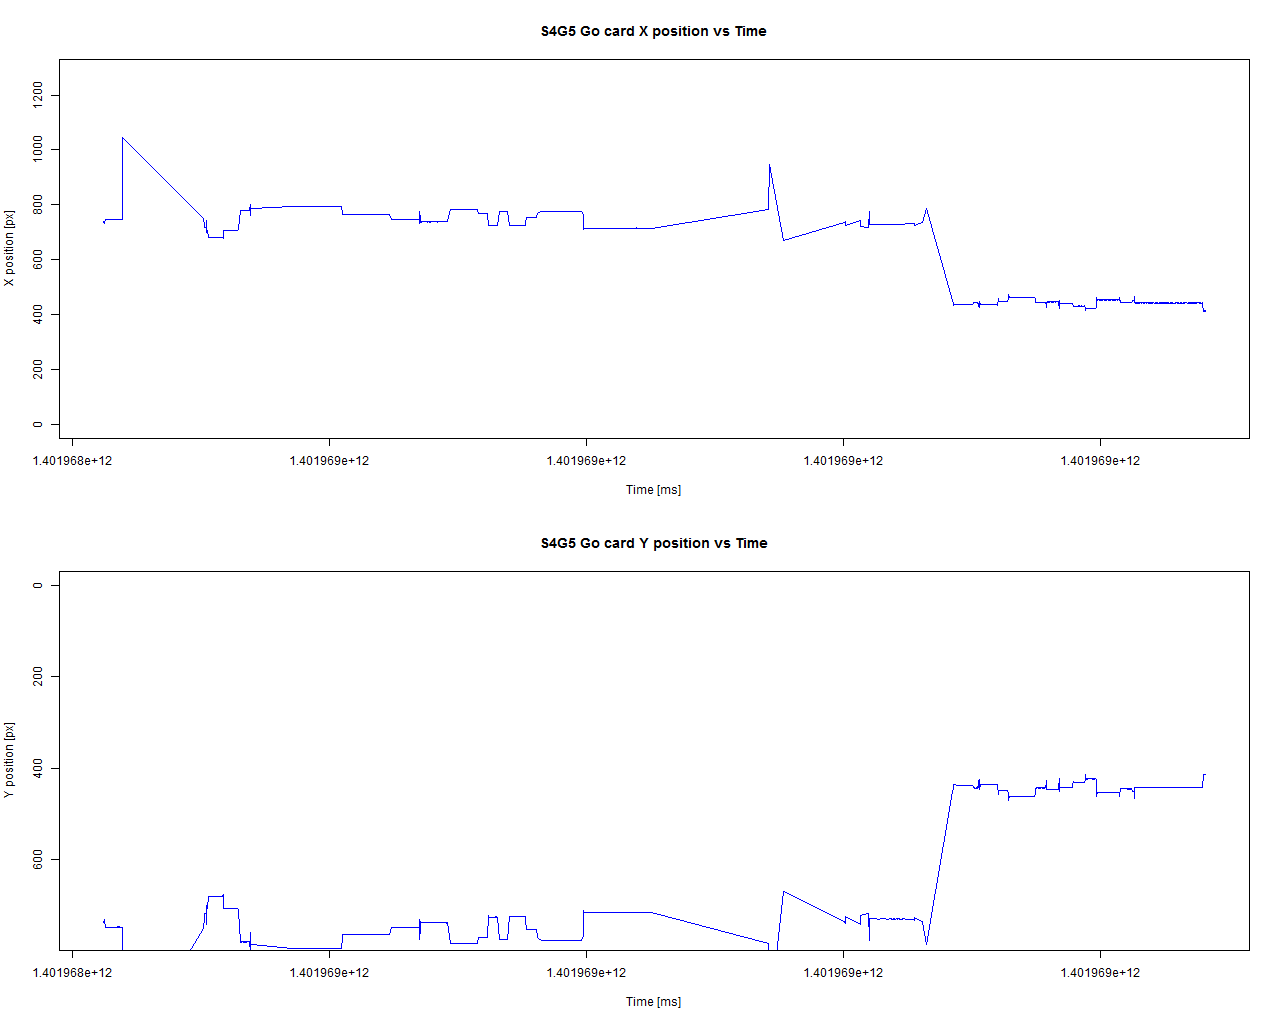 S4G5 Go card X position vs Time
X position [px]
1200
1000
800
600
400
200
0
1.401968e+12 1.401969e+12 1.401969e+12 1.401969e+12 1.401969e+12
Time [ms]
S4G5 Go card Y position vs Time
Y position [px]
0
200
400
600
1.401968e+12 1.401969e+12 1.401969e+12 1.401969e+12 1.401969e+12
Time [ms]